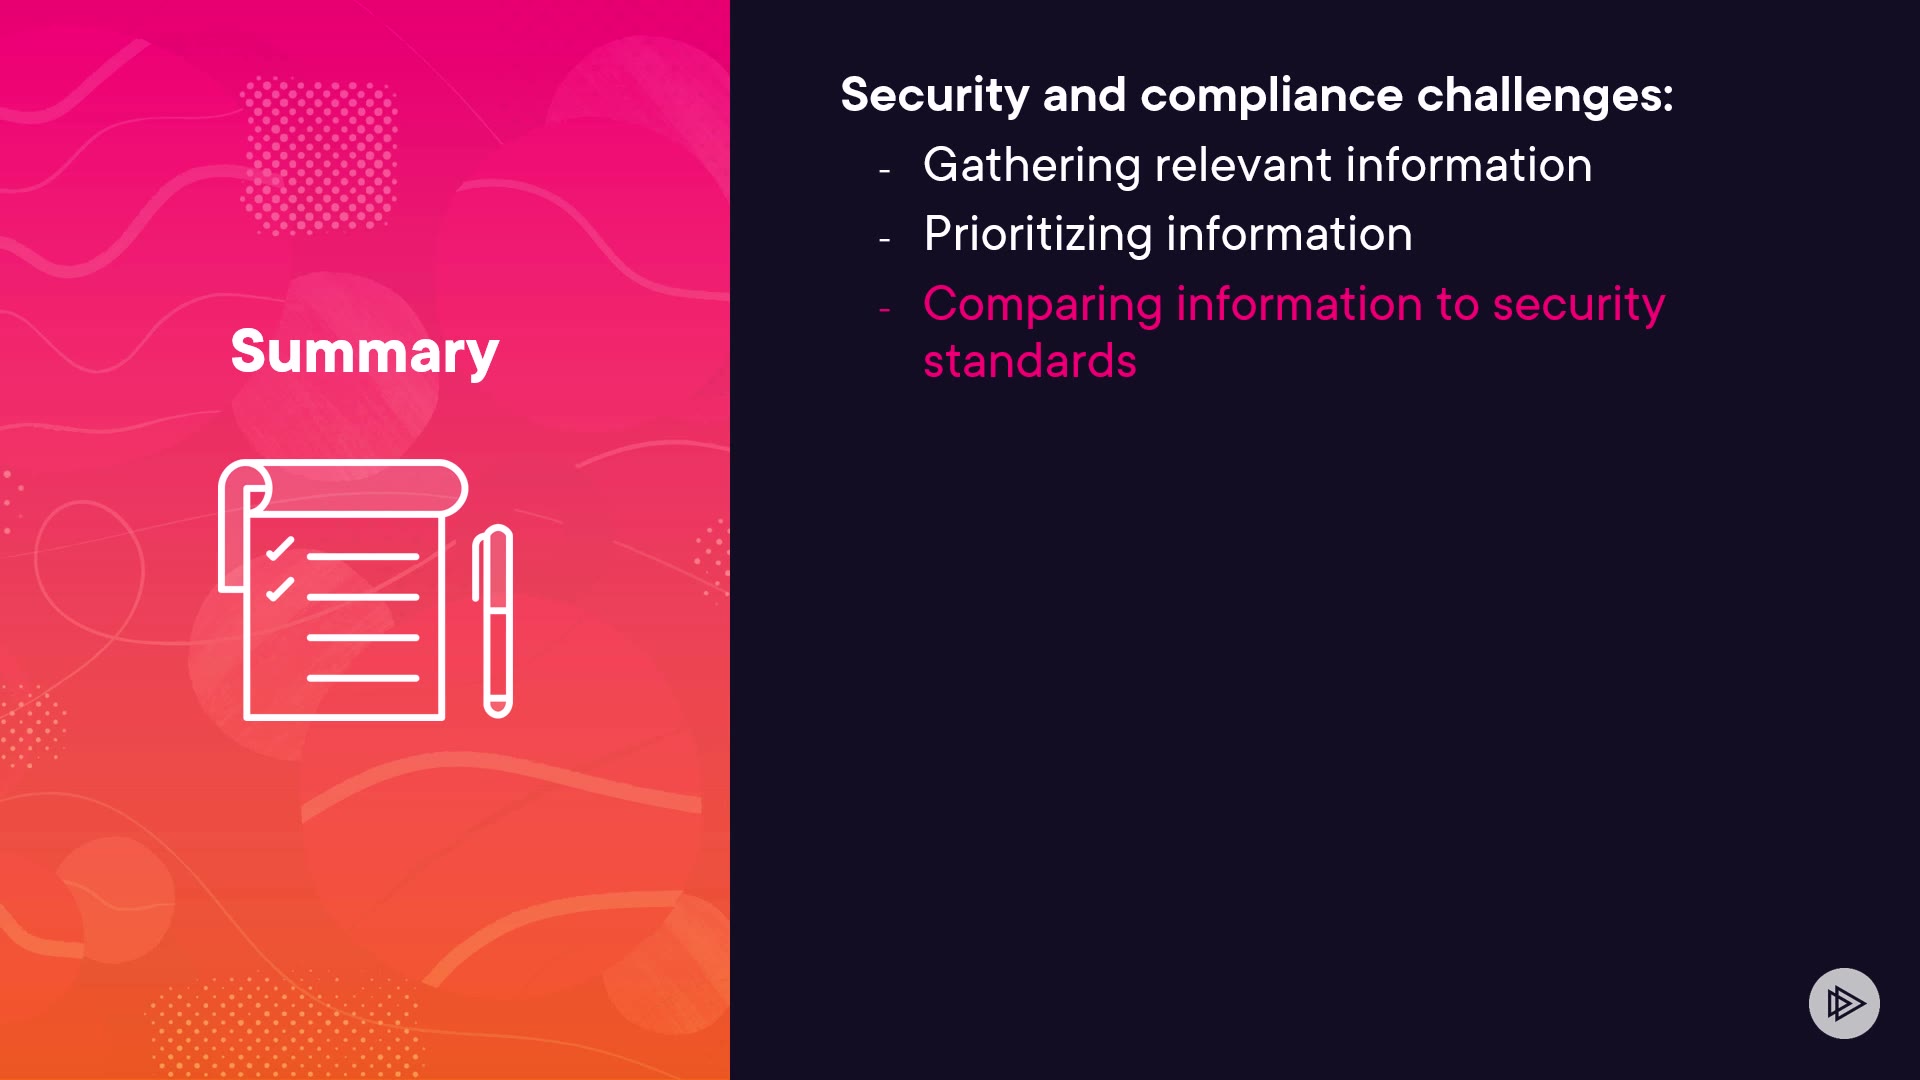 Summary
Security and compliance challenges:
- Gathering relevant information
- Prioritizing information
- Comparing information to security
standards